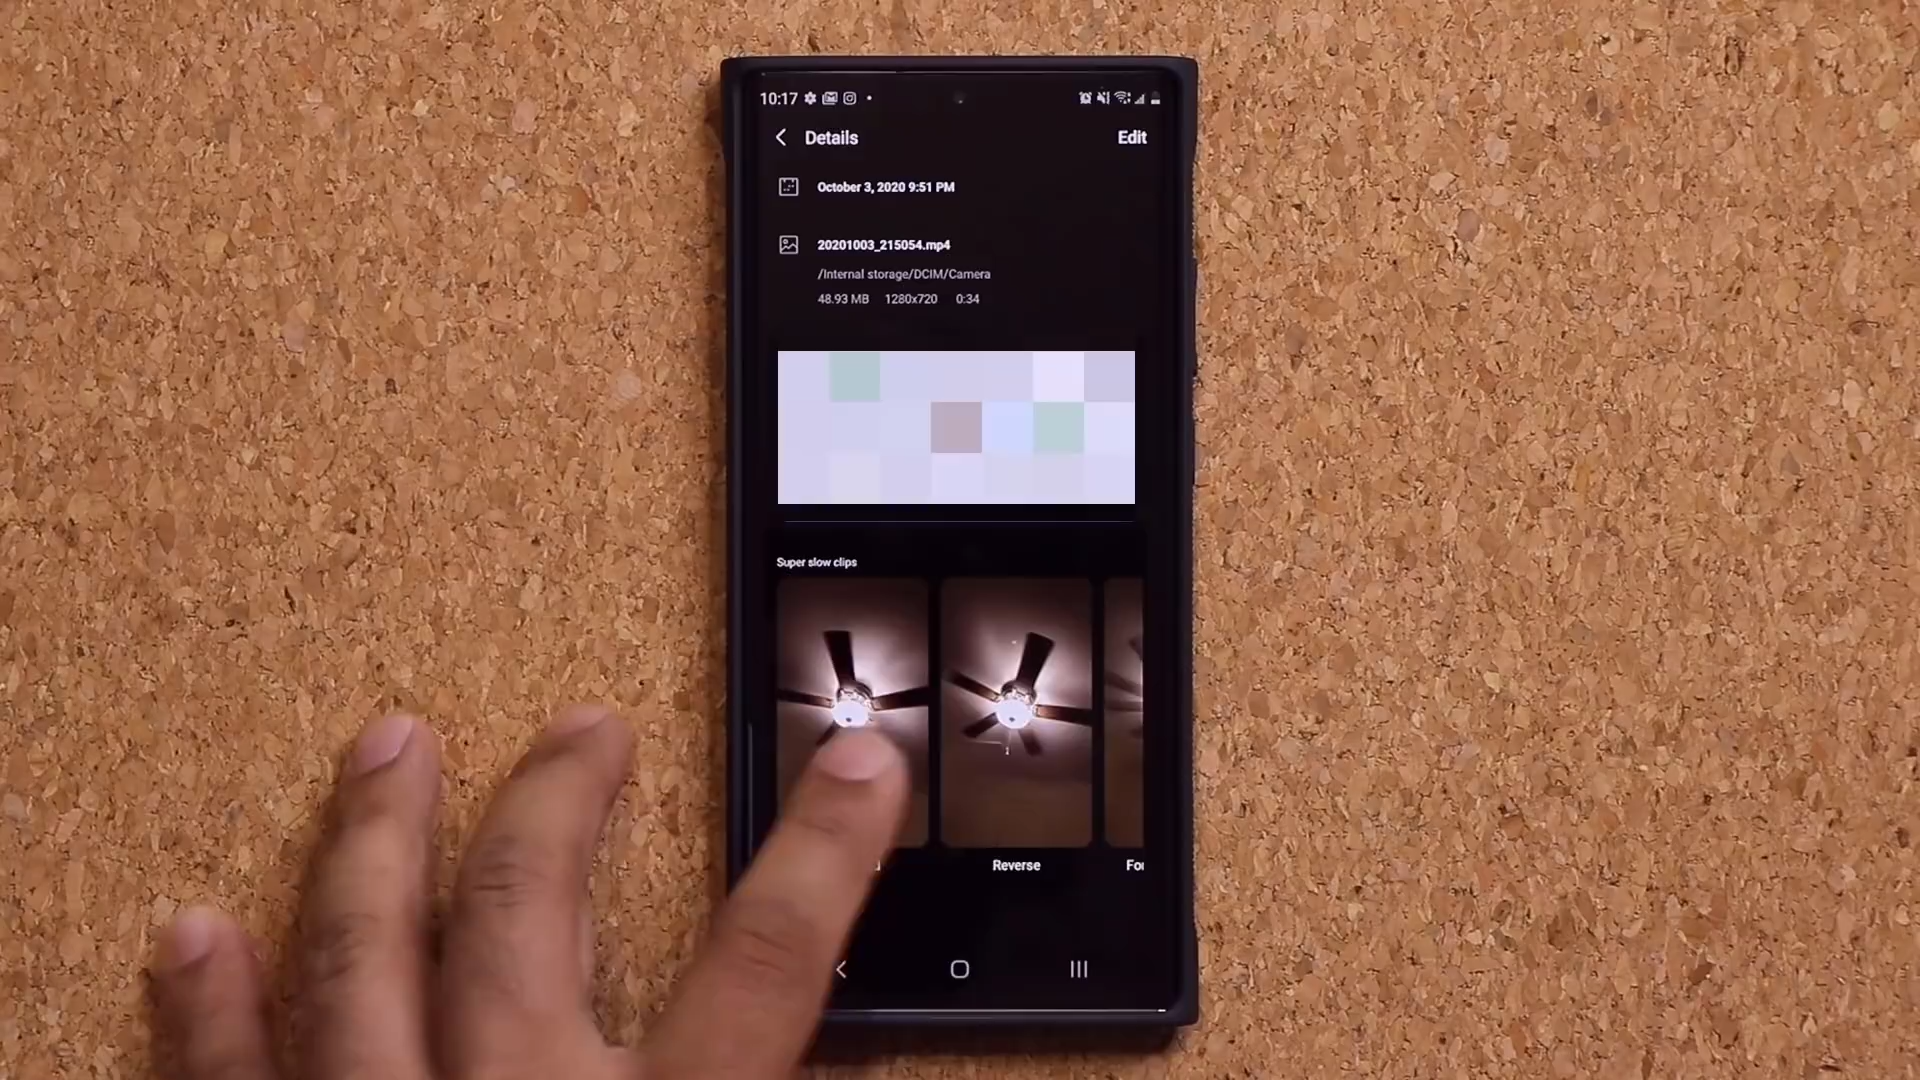 10:17
Details
Edit
October 3, 2020 9:51 PM
20201003_215054.mp4
/Internal storage/DCIM/Camera
48.93 MB 1280x720 0:34
Super slow clips
Reverse
For